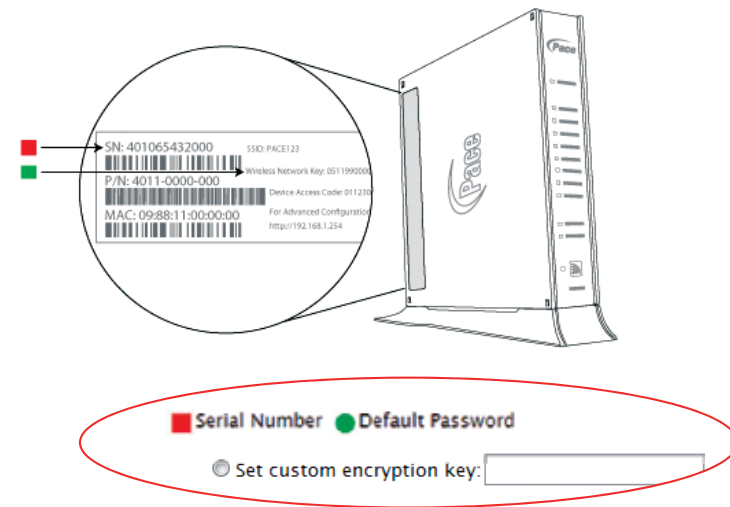 Pace
SN: 401065432000
SSID: PACE123
Wireless Network Key: 0511990000
P/N: 4011-0000-000
Device Access Code: 011230
MAC: 09:88:11:00:00:00
For Advanced Configuration
http://192.168.1.254
Pace
Serial Number Default Password
Set custom encryption key: